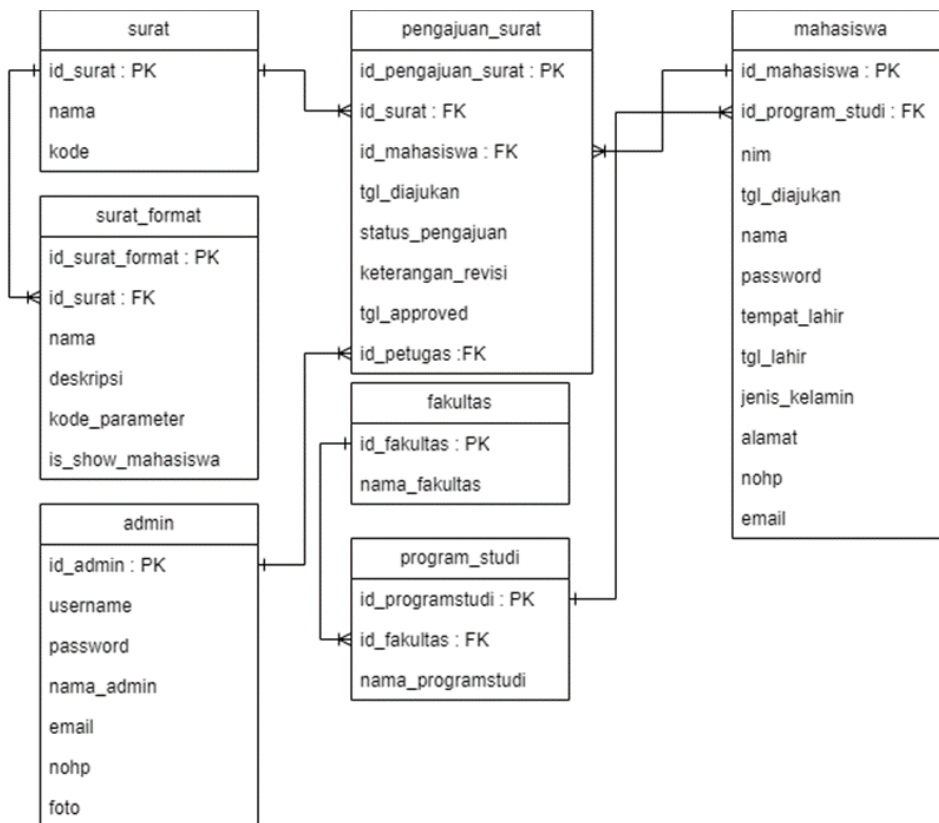 surat
id_surat : PK
nama
kode
surat_format
id_surat_format : PK
id_surat : FK
nama
deskripsi
kode_parameter
is_show_mahasiswa
admin
id_admin : PK
username
password
nama_admin
email
nohp
foto
pengajuan_surat
id_pengajuan_surat : PK
id_surat : FK
id_mahasiswa : FK
tgl_diajukan
status_pengajuan
keterangan_revisi
tgl_approved
id_petugas :FK
fakultas
id_fakultas : PK
nama_fakultas
program_studi
id_programstudi : PK
id_fakultas : FK
nama_programstudi
mahasiswa
id_mahasiswa : PK
id_program_studi : FK
nim
tgl_diajukan
nama
password
tempat_lahir
tgl_lahir
jenis_kelamin
alamat
nohp
email